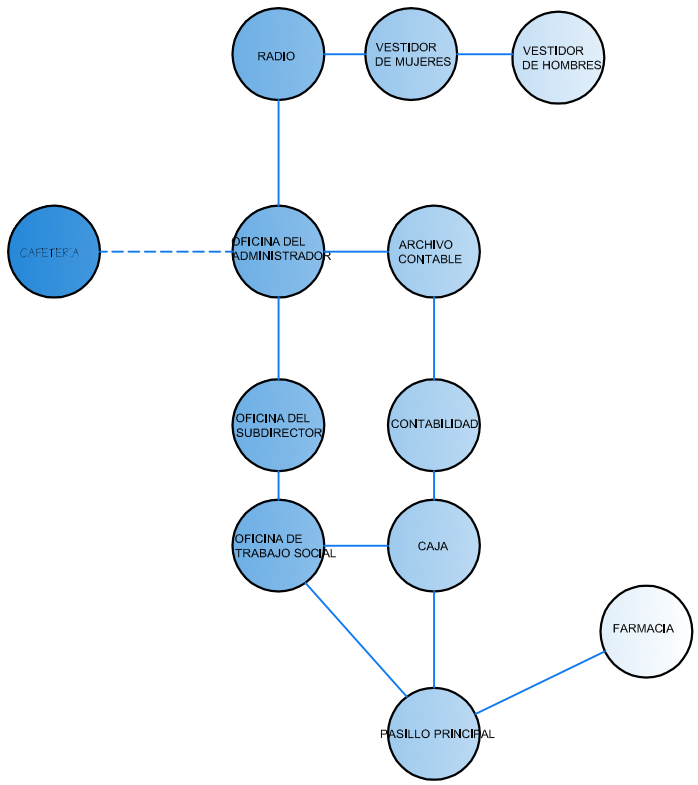 RADIO
VESTIDOR
DE MUJERES
VESTIDOR
DE HOMBRES
CAFETERIA
OFICINA DEL
ADMINISTRADOR
ARCHIVO
CONTABLE
OFICINA DEL
SUBDIRECTOR
CONTABILIDAD
OFICINA DE
TRABAJO SOCIAL
CAJA
FARMACIA
PASILLO PRINCIPAL